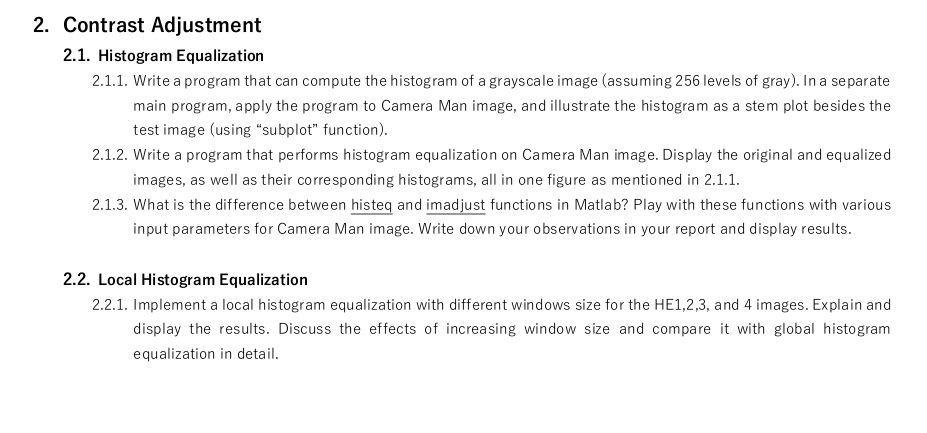 2. Contrast Adjustment
2.1. Histogram Equalization
2.1.1. Write a program that can compute the histogram of a grayscale image (assuming 256 levels of gray). In a separate
main program, apply the program to Camera Man image, and illustrate the histogram as a stem plot besides the
test image (using “subplot” function).
2.1.2. Write a program that performs histogram equalization on Camera Man image. Display the original and equalized
images, as well as their corresponding histograms, all in one figure as mentioned in 2.1.1.
2.1.3. What is the difference between histeq and imadjust functions in Matlab? Play with these functions with various
input parameters for Camera Man image. Write down your observations in your report and display results.
2.2. Local Histogram Equalization
2.2.1. Implement a local histogram equalization with different windows size for the HE1,2,3, and 4 images. Explain and
display the results. Discuss the effects of increasing window size and compare it with global histogram
equalization in detail.